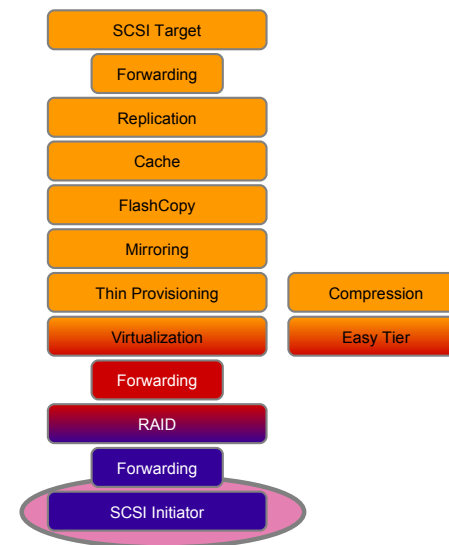 SCSI Target
Forwarding
Replication
Cache
FlashCopy
Mirroring
Thin Provisioning
Compression
Virtualization
Easy Tier
Forwarding
RAID
Forwarding
SCSI Initiator